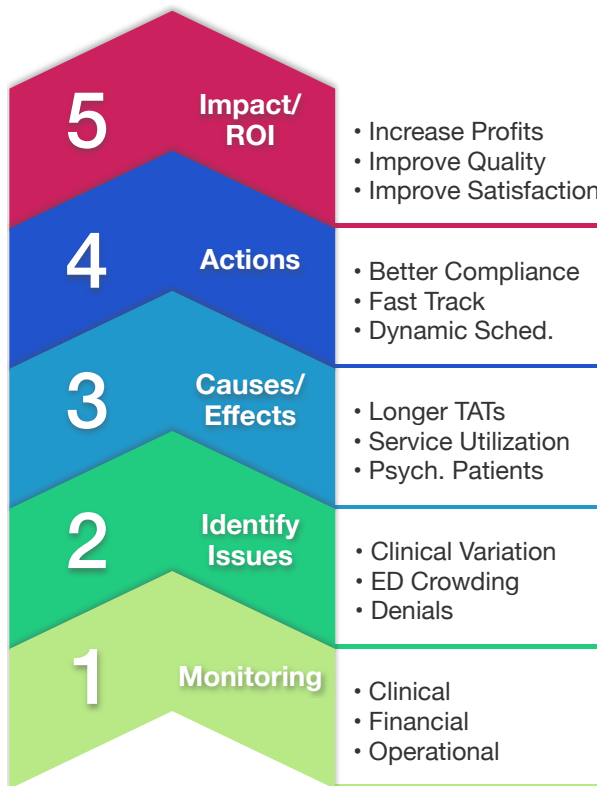 5
Impact/
ROI
• Increase Profits
• Improve Quality
• Improve Satisfaction
4
Actions
• Better Compliance
• Fast Track
• Dynamic Sched.
3
Causes/
Effects
• Longer TATs
• Service Utilization
• Psych. Patients
2
Identify
Issues
• Clinical Variation
• ED Crowding
• Denials
1
Monitoring
• Clinical
• Financial
• Operational